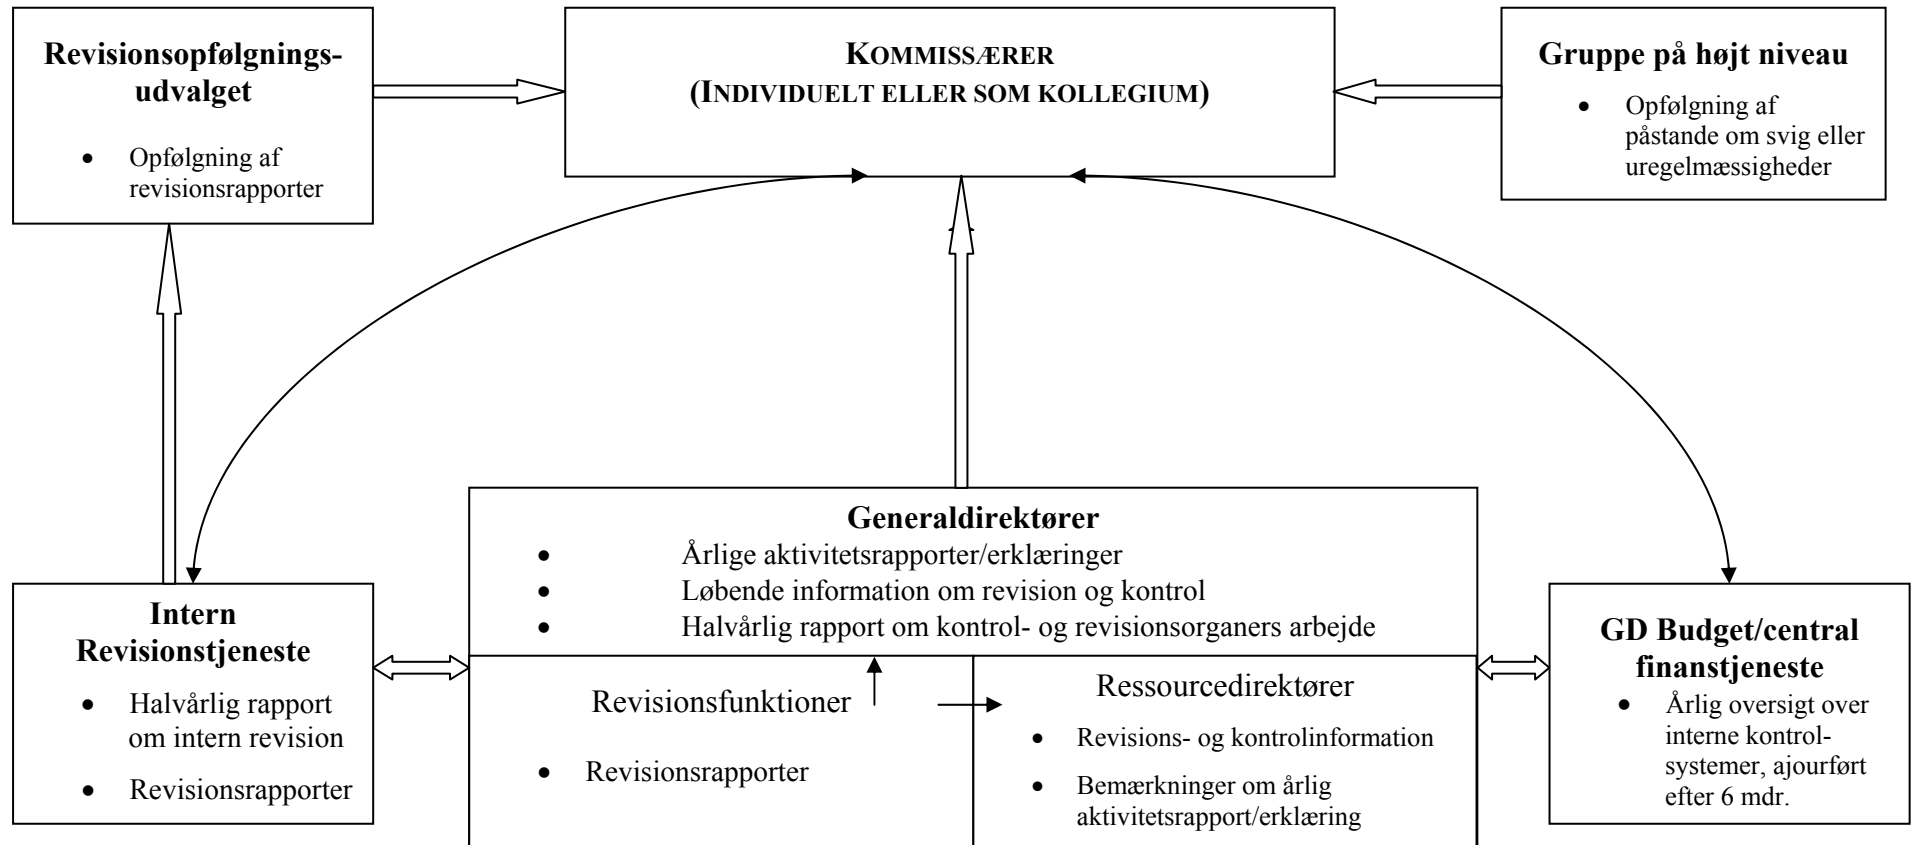 Revisionsopfølgnings-
udvalget
• Opfølgning af
revisionsrapporter
KOMMISSÆRER
(INDIVIDUELT ELLER SOM KOLLEGIUM)
Gruppe på højt niveau
• Opfølgning af
påstande om svig eller
uregelmæssigheder
Generaldirektører
• Årlige aktivitetsrapporter/erklæringer
• Løbende information om revision og kontrol
• Halvårlig rapport om kontrol- og revisionsorganers arbejde
Intern
Revisionstjeneste
• Halvårlig rapport
om intern revision
• Revisionsrapporter
Revisionsfunktioner
• Revisionsrapporter
Ressourcedirektører
• Revisions- og kontrolinformation
• Bemærkninger om årlig
aktivitetsrapport/erklæring
GD Budget/central
finanstjeneste
• Årlig oversigt over
interne kontrol-
systemer, ajourført
efter 6 mdr.